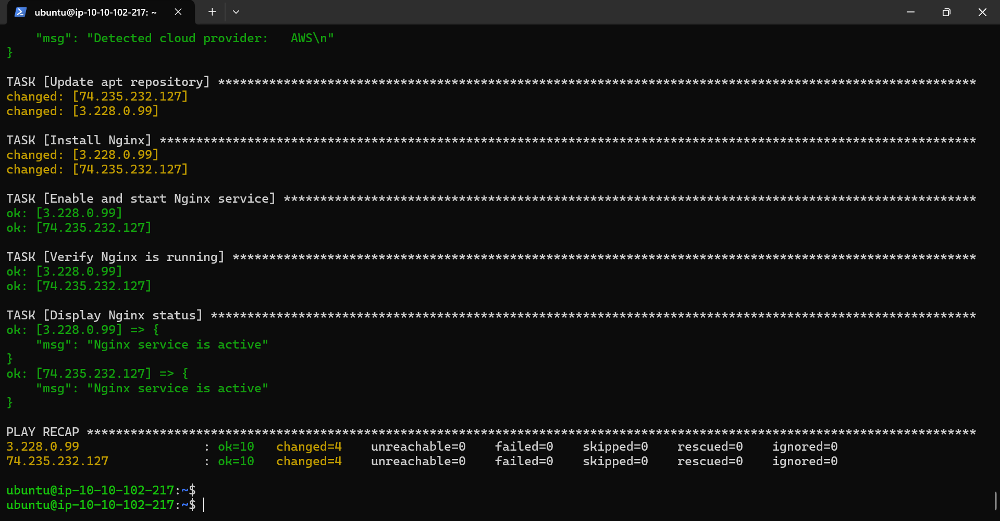 ubuntu@ip-10-10-102-217: ~
    "msg": "Detected cloud provider:   AWS\n"
}
TASK [Update apt repository] ********************************************************************************************************
changed: [74.235.232.127]
changed: [3.228.0.99]
TASK [Install Nginx] ****************************************************************************************************************
changed: [3.228.0.99]
changed: [74.235.232.127]
TASK [Enable and start Nginx service] ***********************************************************************************************
ok: [3.228.0.99]
ok: [74.235.232.127]
TASK [Verify Nginx is running] ******************************************************************************************************
ok: [3.228.0.99]
ok: [74.235.232.127]
TASK [Display Nginx status] *********************************************************************************************************
ok: [3.228.0.99] => {
    "msg": "Nginx service is active"
}
ok: [74.235.232.127] => {
    "msg": "Nginx service is active"
}
PLAY RECAP **************************************************************************************************************************
3.228.0.99                 : ok=10   changed=4    unreachable=0    failed=0    skipped=0    rescued=0    ignored=0
74.235.232.127             : ok=10   changed=4    unreachable=0    failed=0    skipped=0    rescued=0    ignored=0
ubuntu@ip-10-10-102-217:~$
ubuntu@ip-10-10-102-217:~$